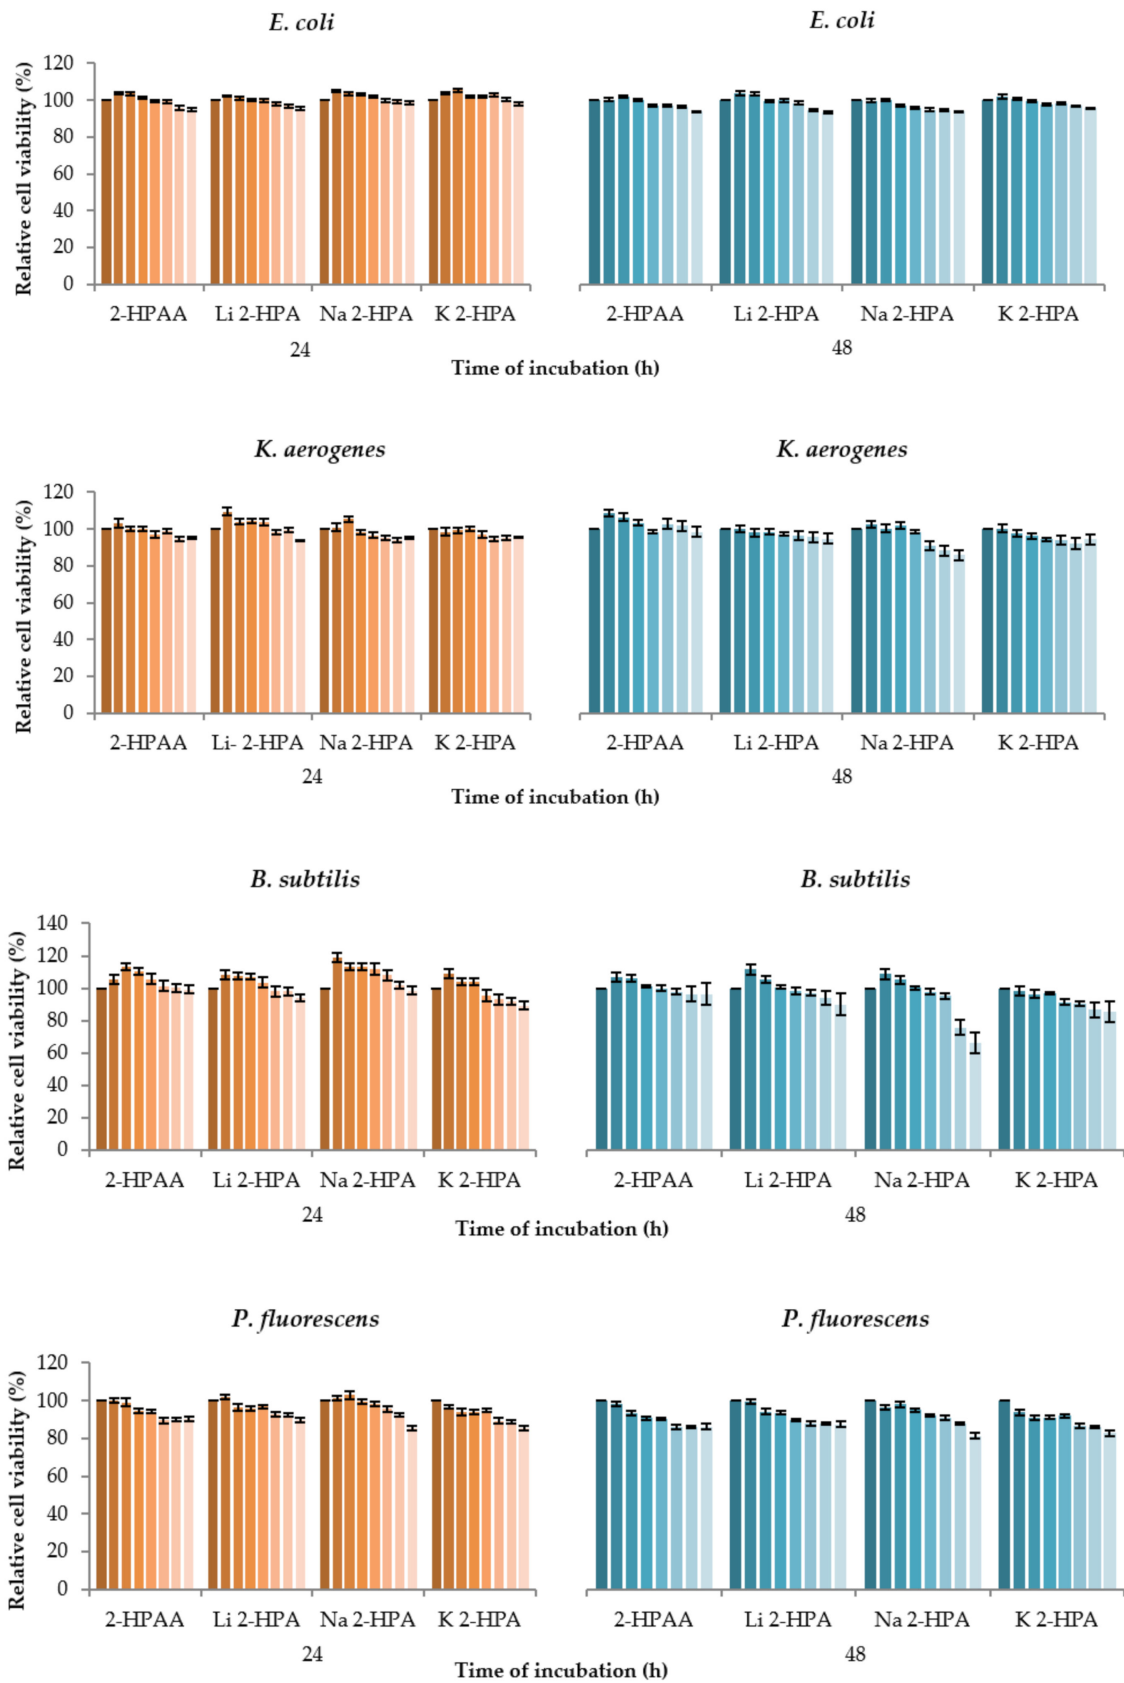 E. coli
E. coli
Relative cell viability (%)
120
100
80
60
40
20
0
2-HPAA Li 2-HPA Na 2-HPA K 2-HPA
2-HPAA Li 2-HPA Na 2-HPA K 2-HPA
24
48
Time of incubation (h)
K. aerogenes
K. aerogenes
Relative cell viability (%)
120
100
80
60
40
20
0
2-HPAA Li- 2-HPA Na 2-HPA K 2-HPA
2-HPAA Li 2-HPA Na 2-HPA K 2-HPA
24
48
Time of incubation (h)
B. subtilis
B. subtilis
Relative cell viability (%)
140
120
100
80
60
40
20
0
2-HPAA Li 2-HPA Na 2-HPA K 2-HPA
2-HPAA Li 2-HPA Na 2-HPA K 2-HPA
24
48
Time of incubation (h)
P. fluorescens
P. fluorescens
Relative cell viability (%)
120
100
80
60
40
20
0
2-HPAA Li 2-HPA Na 2-HPA K 2-HPA
2-HPAA Li 2-HPA Na 2-HPA K 2-HPA
24
48
Time of incubation (h)